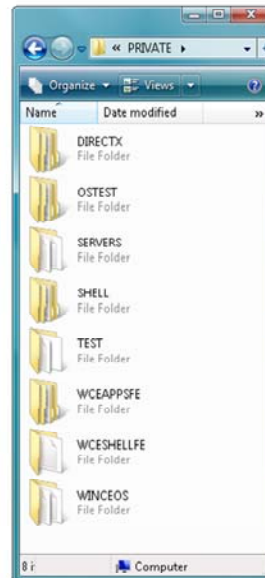 « PRIVATE
Organize Views
Name Date modified »
DIRECTX
File Folder
OSTEST
File Folder
SERVERS
File Folder
SHELL
File Folder
TEST
File Folder
WCEAPPSFE
File Folder
WCESHELLFE
File Folder
WINCEOS
File Folder
8 Computer